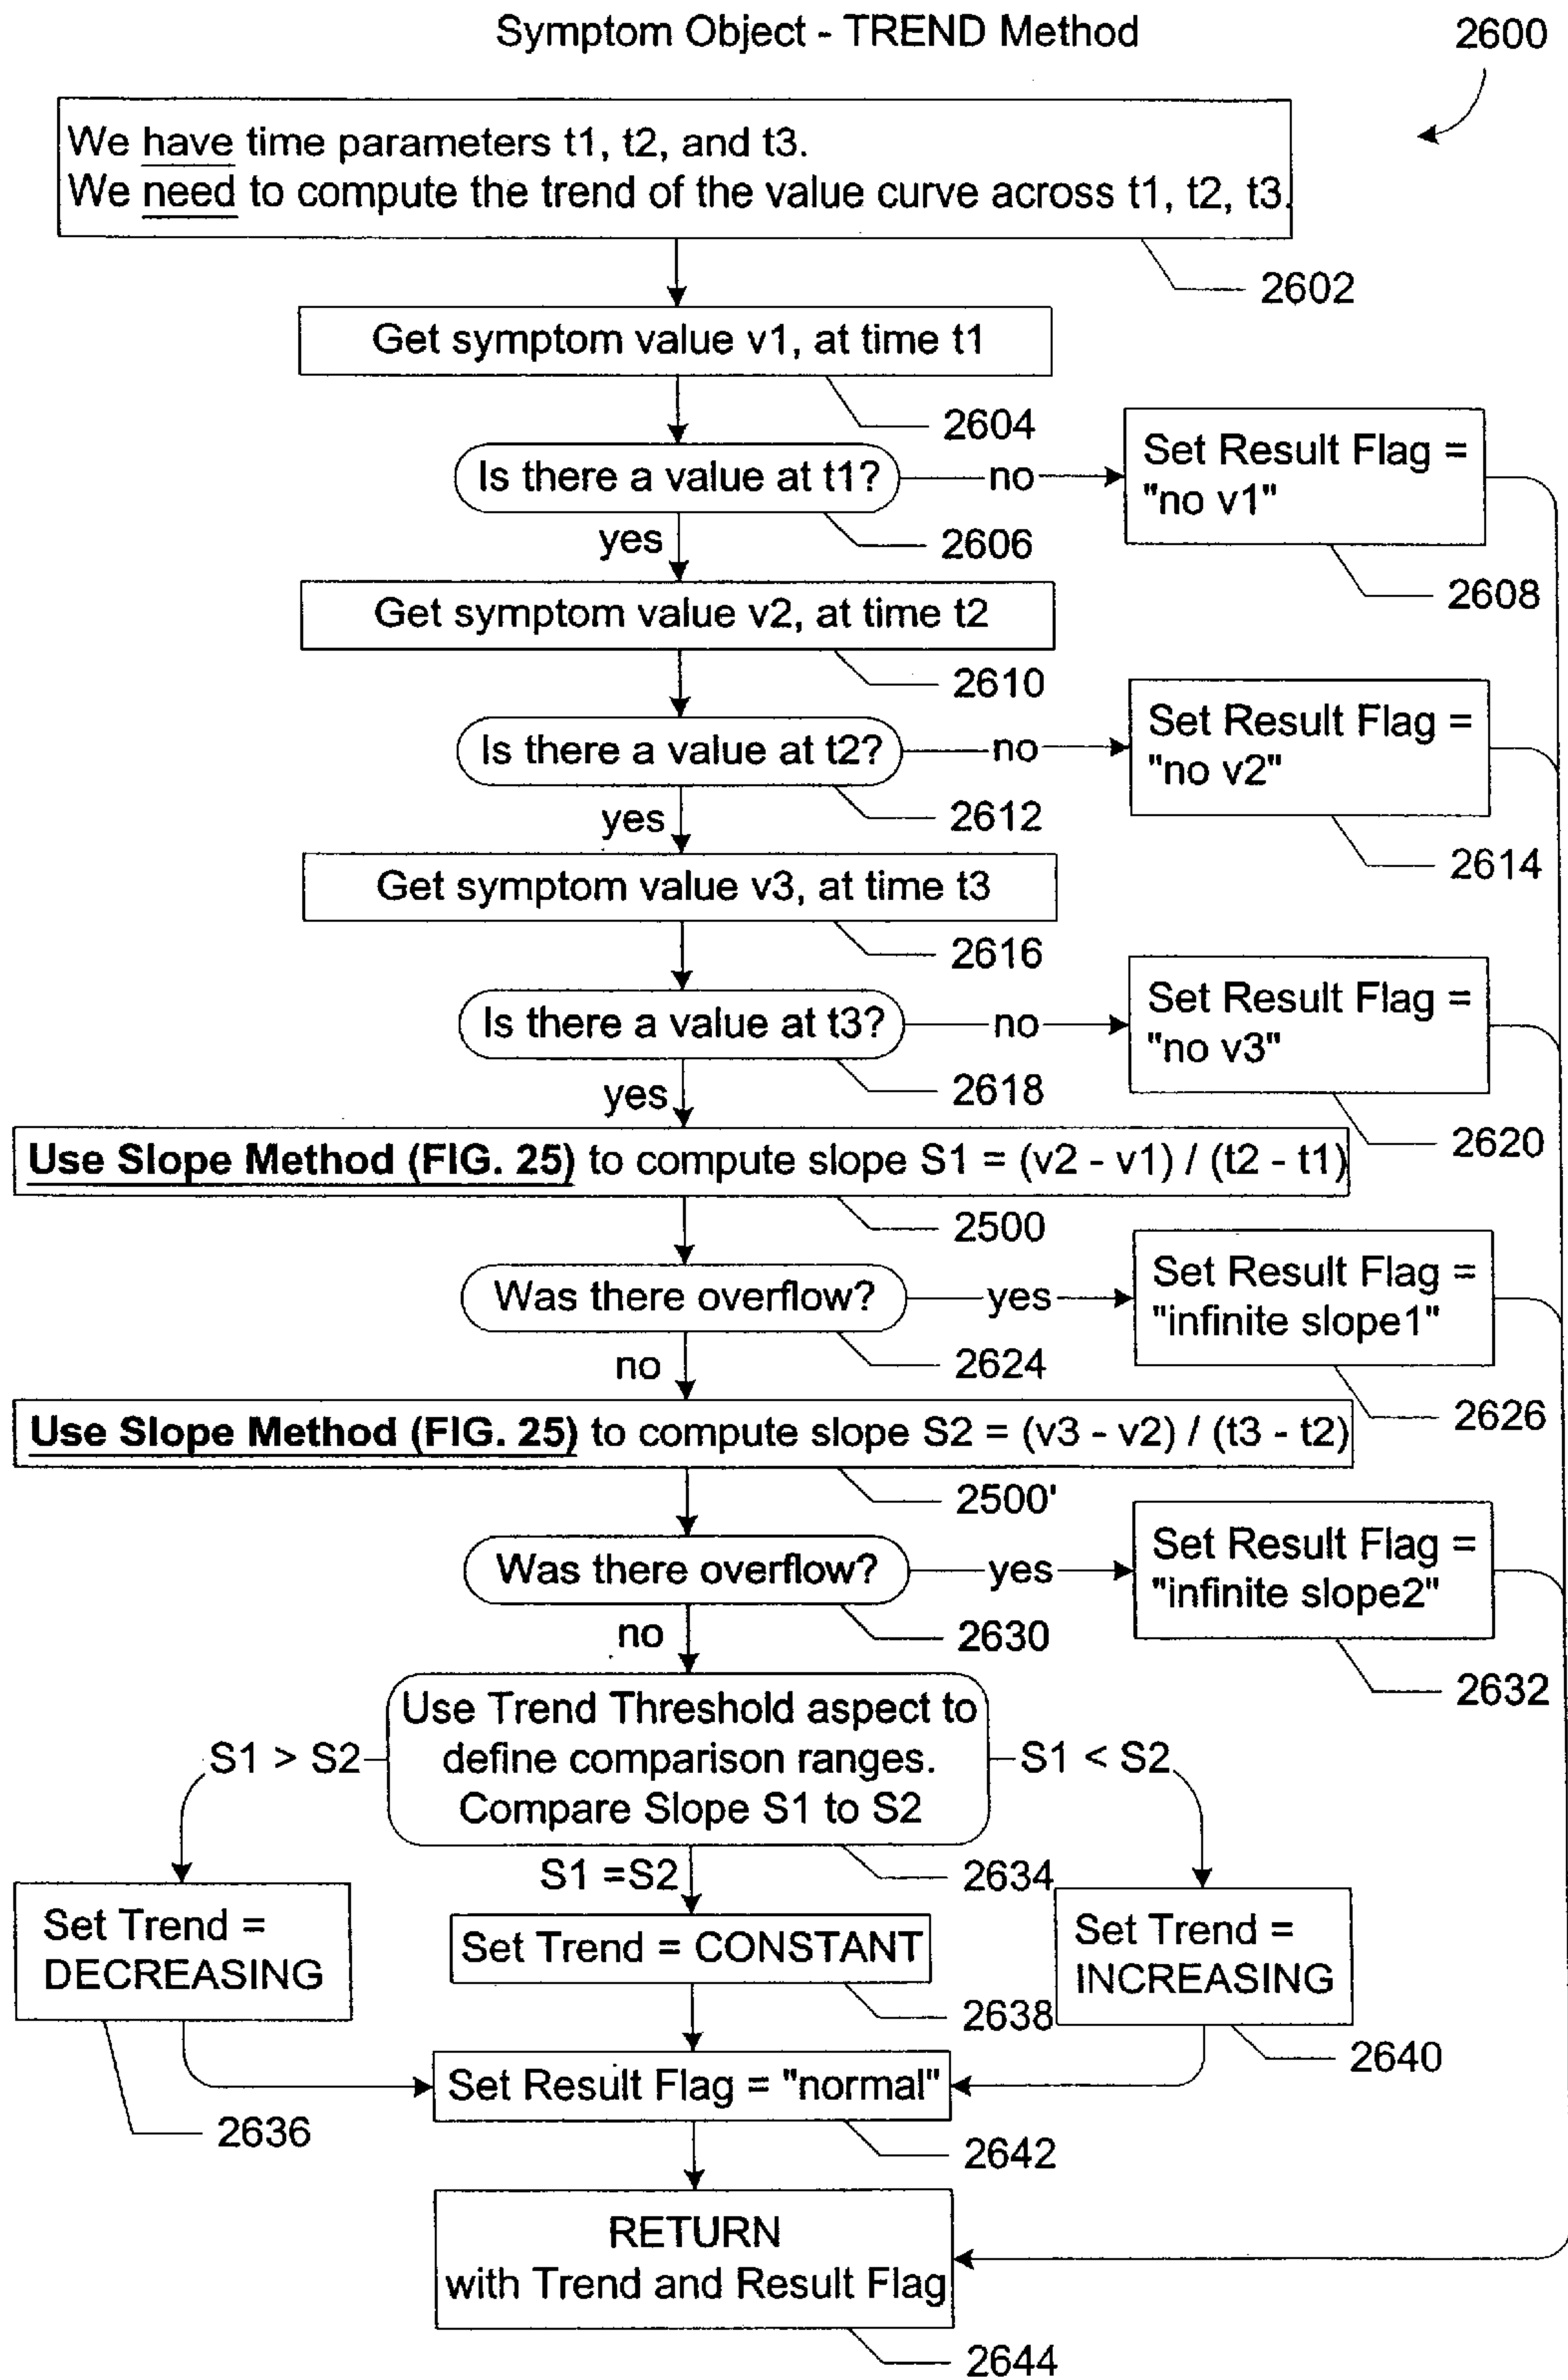 Symptom Object - TREND Method
2600
We have time parameters t1, t2, and t3.
We need to compute the trend of the value curve across t1, t2, t3.
2602
Get symptom value v1, at time t1
2604
Is there a value at t1?
no
Set Result Flag =
"no v1"
yes
2606
2608
Get symptom value v2, at time t2
2610
Is there a value at t2?
no
Set Result Flag =
"no v2"
yes
2612
2614
Get symptom value v3, at time t3
2616
Is there a value at t3?
no
Set Result Flag =
"no v3"
yes
2618
2620
Use Slope Method (FIG. 25) to compute slope S1 = (v2 - v1) / (t2 - t1)
2500
Was there overflow?
yes
Set Result Flag =
"infinite slope1"
no
2624
2626
Use Slope Method (FIG. 25) to compute slope S2 = (v3 - v2) / (t3 - t2)
2500'
Was there overflow?
yes
Set Result Flag =
"infinite slope2"
no
2630
2632
Use Trend Threshold aspect to
define comparison ranges.
Compare Slope S1 to S2
S1 > S2
S1 < S2
S1 =S2
2634
Set Trend =
DECREASING
Set Trend = CONSTANT
Set Trend =
INCREASING
2638
2640
Set Result Flag = "normal"
2636
2642
RETURN
with Trend and Result Flag
2644